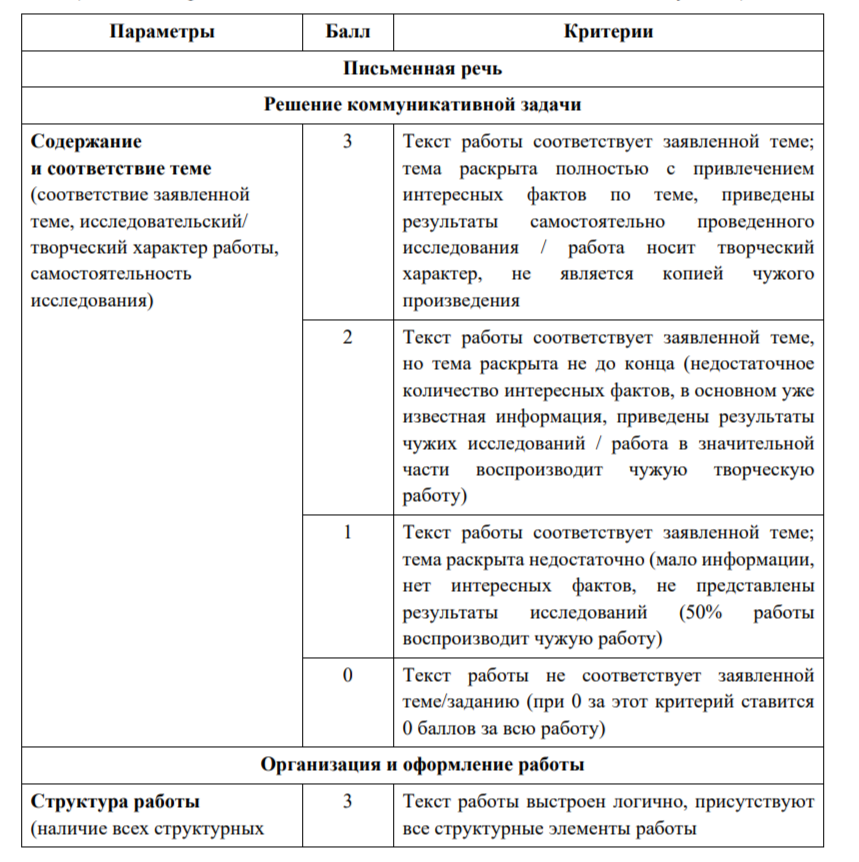 Параметры Балл Критерии
Письменная речь
Решение коммуникативной задачи
Содержание
и соответствие теме
(соответствие заявленной
теме, исследовательский/
творческий характер работы,
самостоятельность
исследования)
3
Текст работы соответствует заявленной теме;
тема раскрыта полностью с привлечением
интересных фактов по теме, приведены
результаты самостоятельно проведенного
исследования / работа носит творческий
характер, не является копией чужого
произведения
2
Текст работы соответствует заявленной теме,
но тема раскрыта не до конца (недостаточное
количество интересных фактов, в основном уже
известная информация, приведены результаты
чужих исследований / работа в значительной
части воспроизводит чужую творческую
работу)
1
Текст работы соответствует заявленной теме;
тема раскрыта недостаточно (мало информации,
нет интересных фактов, не представлены
результаты исследований (50% работы
воспроизводит чужую работу)
0
Текст работы не соответствует заявленной
теме/заданию (при 0 за этот критерий ставится
0 баллов за всю работу)
Организация и оформление работы
Структура работы
(наличие всех структурных
3
Текст работы выстроен логично, присутствуют
все структурные элементы работы